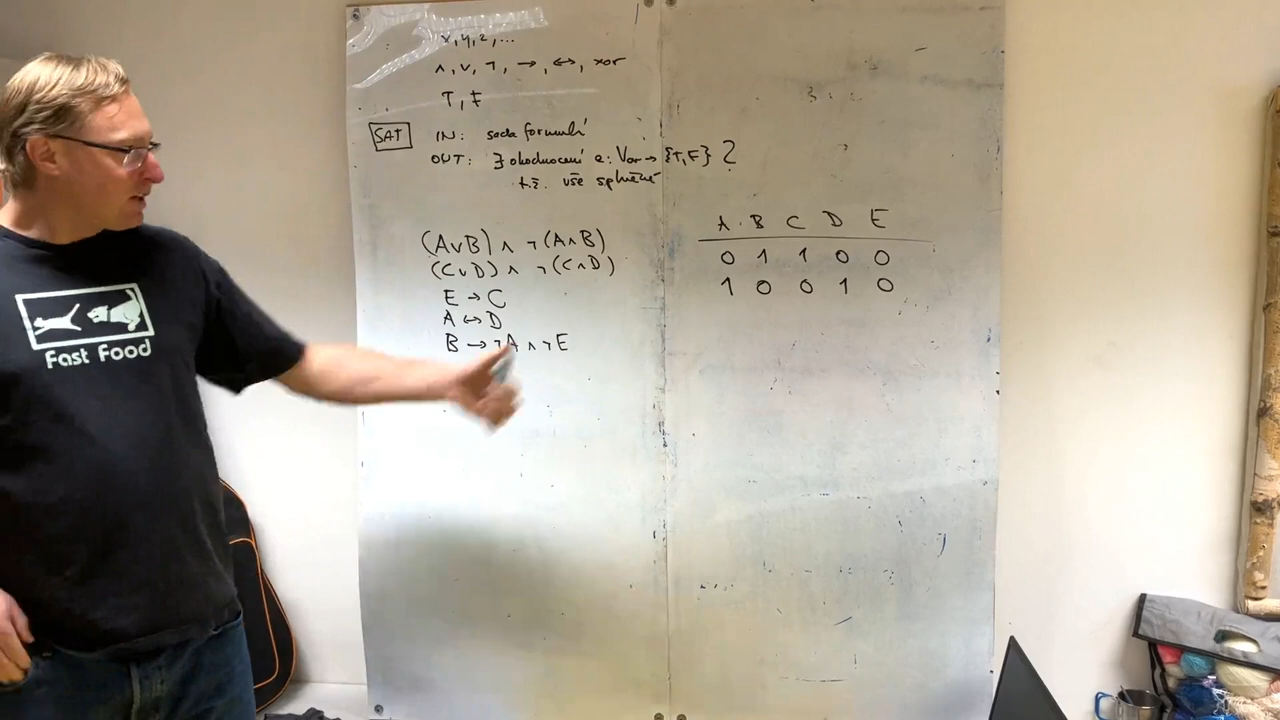 x, y, z, ...
∧, ∨, ¬, →, ↔, xor
T, F
SAT IN: sada formulí
OUT: ∃ ohodnocení e: Var → {T, F} ?
t.ž. vše splněné
(A∨B) ∧ ¬(A∧B)
(C∨D) ∧ ¬(C∧D)
E → C
A ↔ D
B → ¬A ∧ ¬E
A B C D E
0 1 1 0 0
1 0 0 1 0
Fast Food